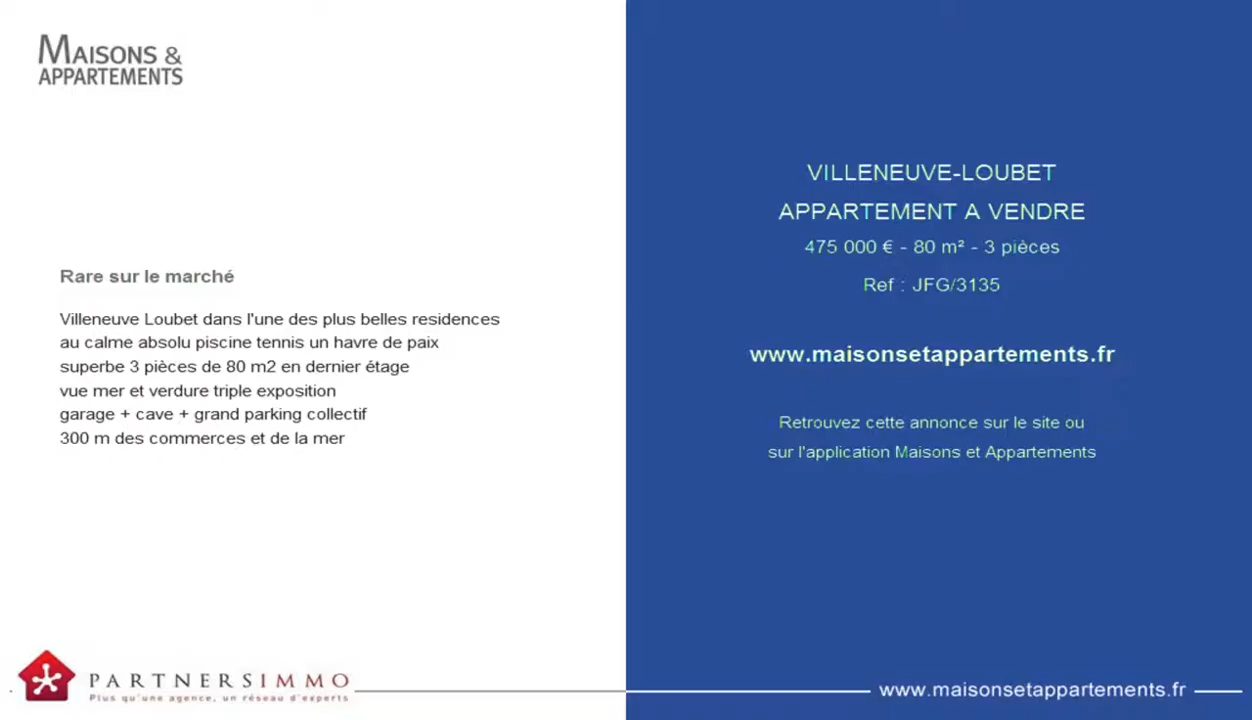 MAISONS &
APPARTEMENTS
Rare sur le marché
Villeneuve Loubet dans l'une des plus belles residences
au calme absolu piscine tennis un havre de paix
superbe 3 pièces de 80 m2 en dernier étage
vue mer et verdure triple exposition
garage + cave + grand parking collectif
300 m des commerces et de la mer
PARTNERSIMMO
Plus qu'une agence, un réseau d'experts
VILLENEUVE-LOUBET
APPARTEMENT A VENDRE
475 000 € - 80 m² - 3 pièces
Ref : JFG/3135
www.maisonsetappartements.fr
Retrouvez cette annonce sur le site ou
sur l'application Maisons et Appartements
www.maisonsetappartements.fr